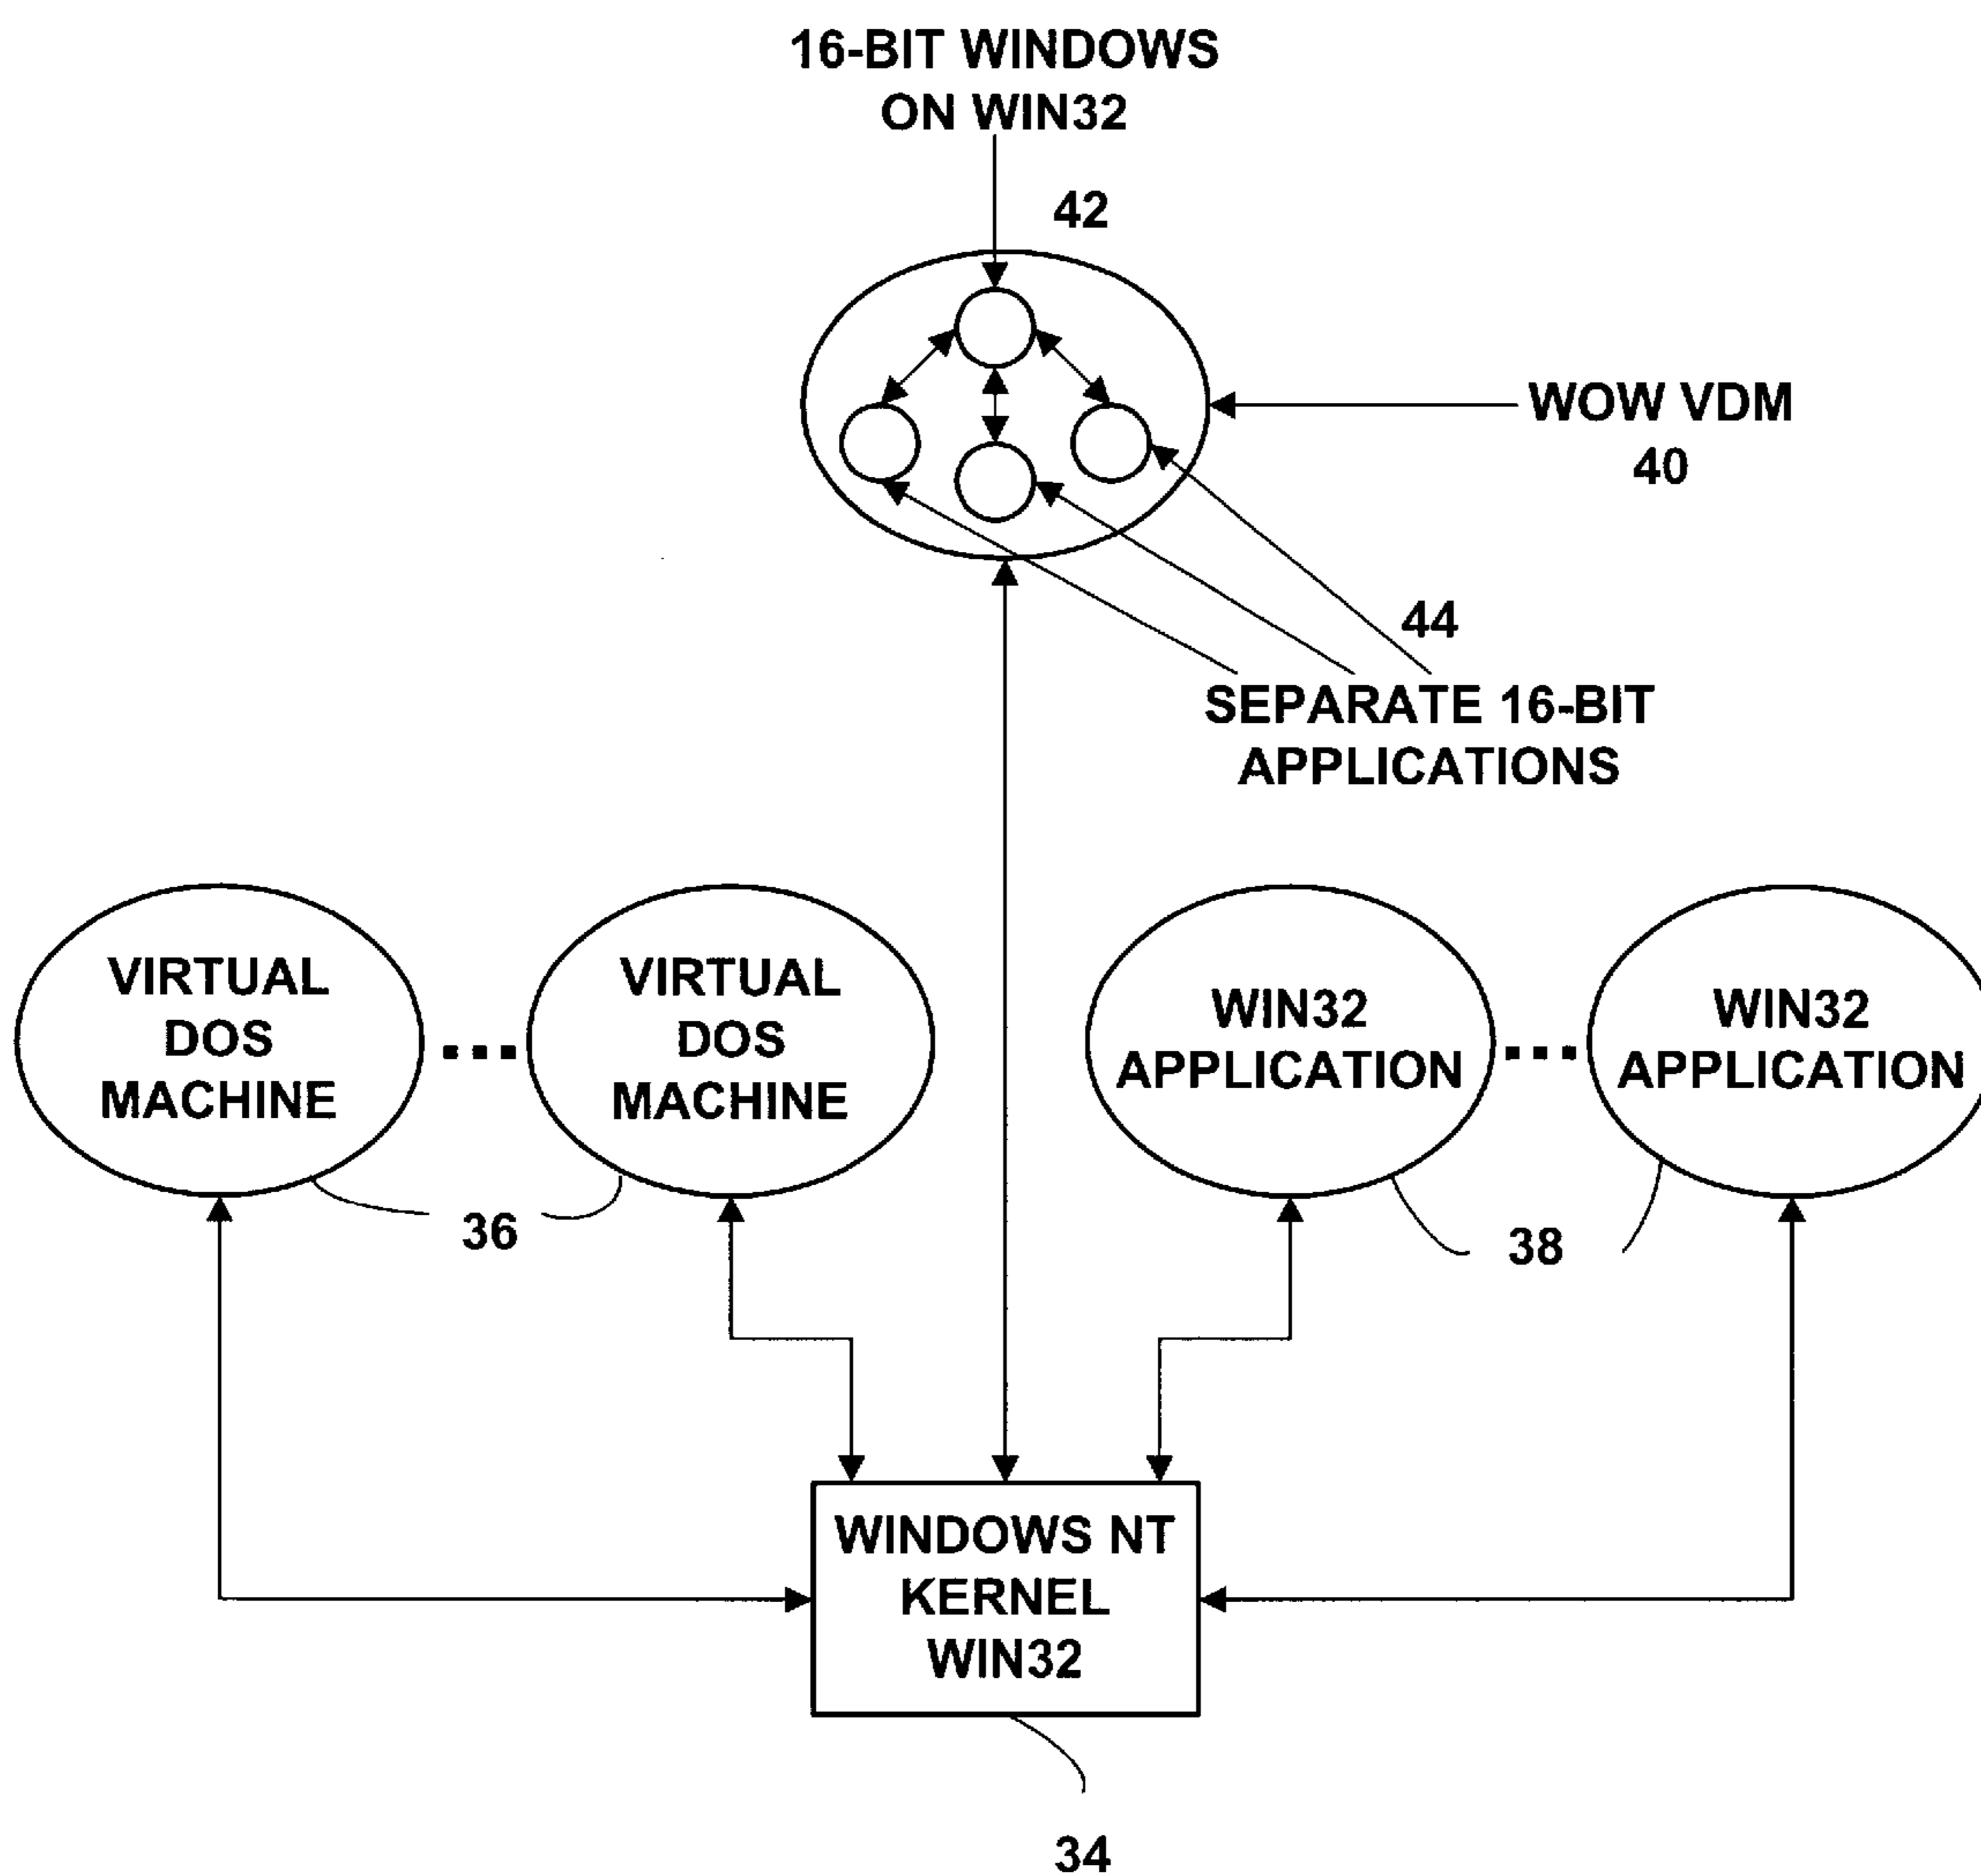 16-BIT WINDOWS
ON WIN32
42
WOW VDM
40
44
SEPARATE 16-BIT
APPLICATIONS
VIRTUAL
DOS
MACHINE
...
VIRTUAL
DOS
MACHINE
WIN32
APPLICATION
...
WIN32
APPLICATION
36
38
WINDOWS NT
KERNEL
WIN32
34